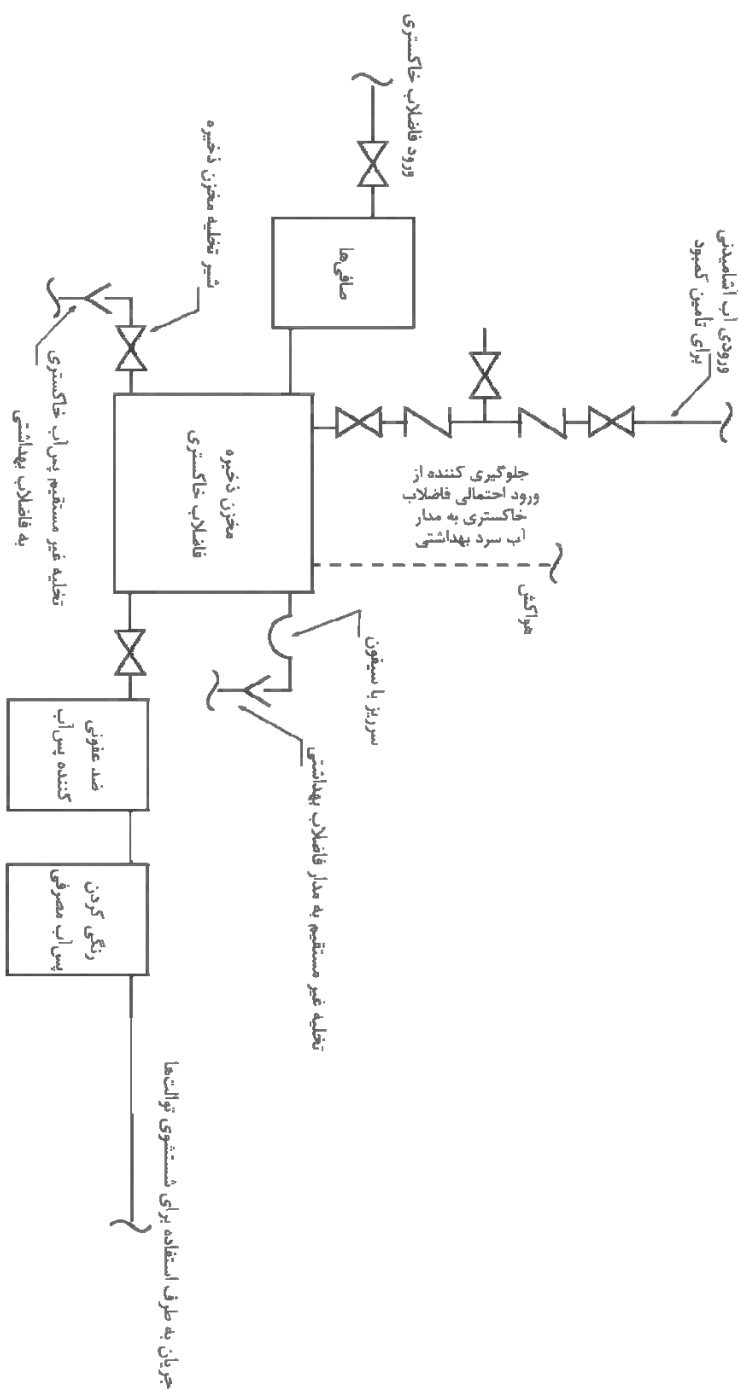 ورود فاضلاب خاکستری
صافی‌ها
ورودی آب آشامیدنی
برای تأمین کمبود
شیر تخلیه مخزن ذخیره
تخلیه غیر مستقیم پس‌آب خاکستری
به فاضلاب بهداشتی
مخزن ذخیره
فاضلاب خاکستری
جلوگیری کننده از
ورود احتمالی فاضلاب
خاکستری به مدار
آب سرد بهداشتی
هواکش
سرریز با سیفون
تخلیه غیر مستقیم به مدار فاضلاب بهداشتی
ضد عفونی
کننده پس‌آب
رنگی کردن
پس‌آب مصرفی
جریان به طرف استفاده برای شستشوی توالت‌ها